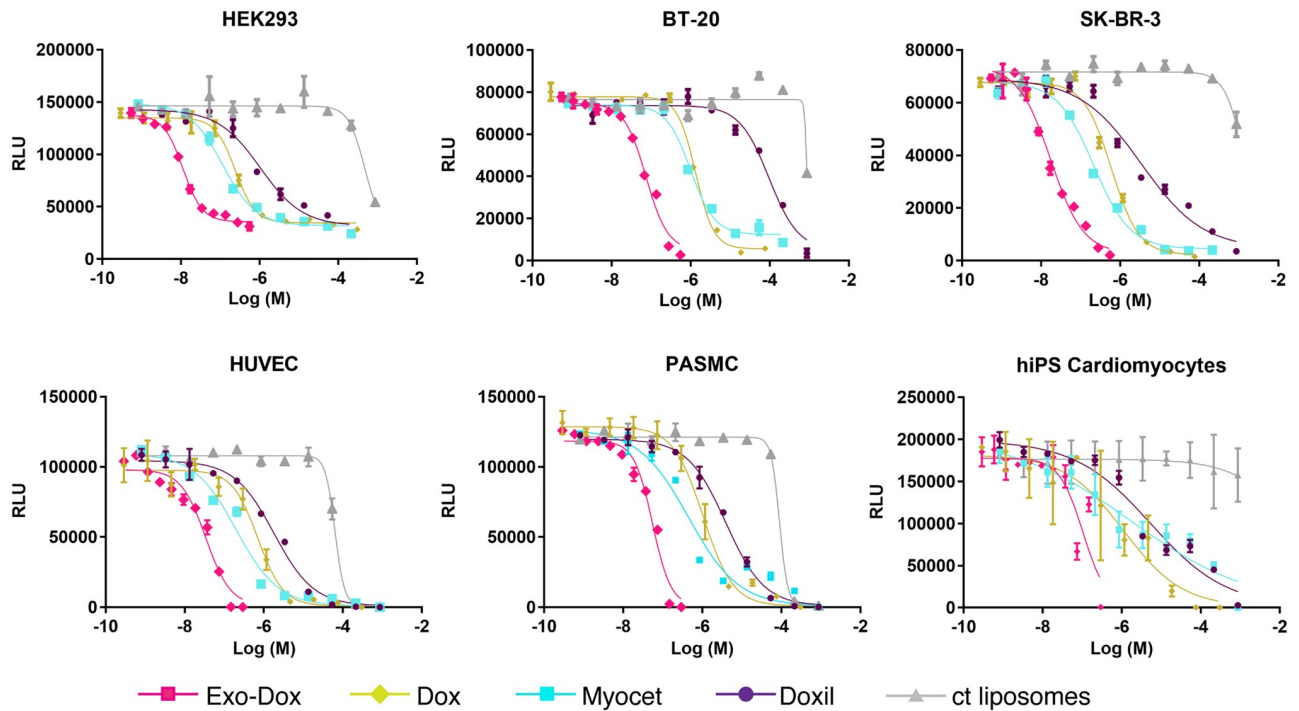 HEK293
RLU
200000
150000
100000
50000
0
-10 -8 -6 -4 -2
Log (M)
BT-20
RLU
100000
80000
60000
40000
20000
0
-10 -8 -6 -4 -2
Log (M)
SK-BR-3
RLU
80000
60000
40000
20000
0
-10 -8 -6 -4 -2
Log (M)
HUVEC
RLU
150000
100000
50000
0
-10 -8 -6 -4 -2
Log (M)
PASMC
RLU
150000
100000
50000
0
-10 -8 -6 -4 -2
Log (M)
hiPS Cardiomyocytes
RLU
250000
200000
150000
100000
50000
0
-10 -8 -6 -4 -2
Log (M)
Exo-Dox Dox Myocet Doxil ct liposomes